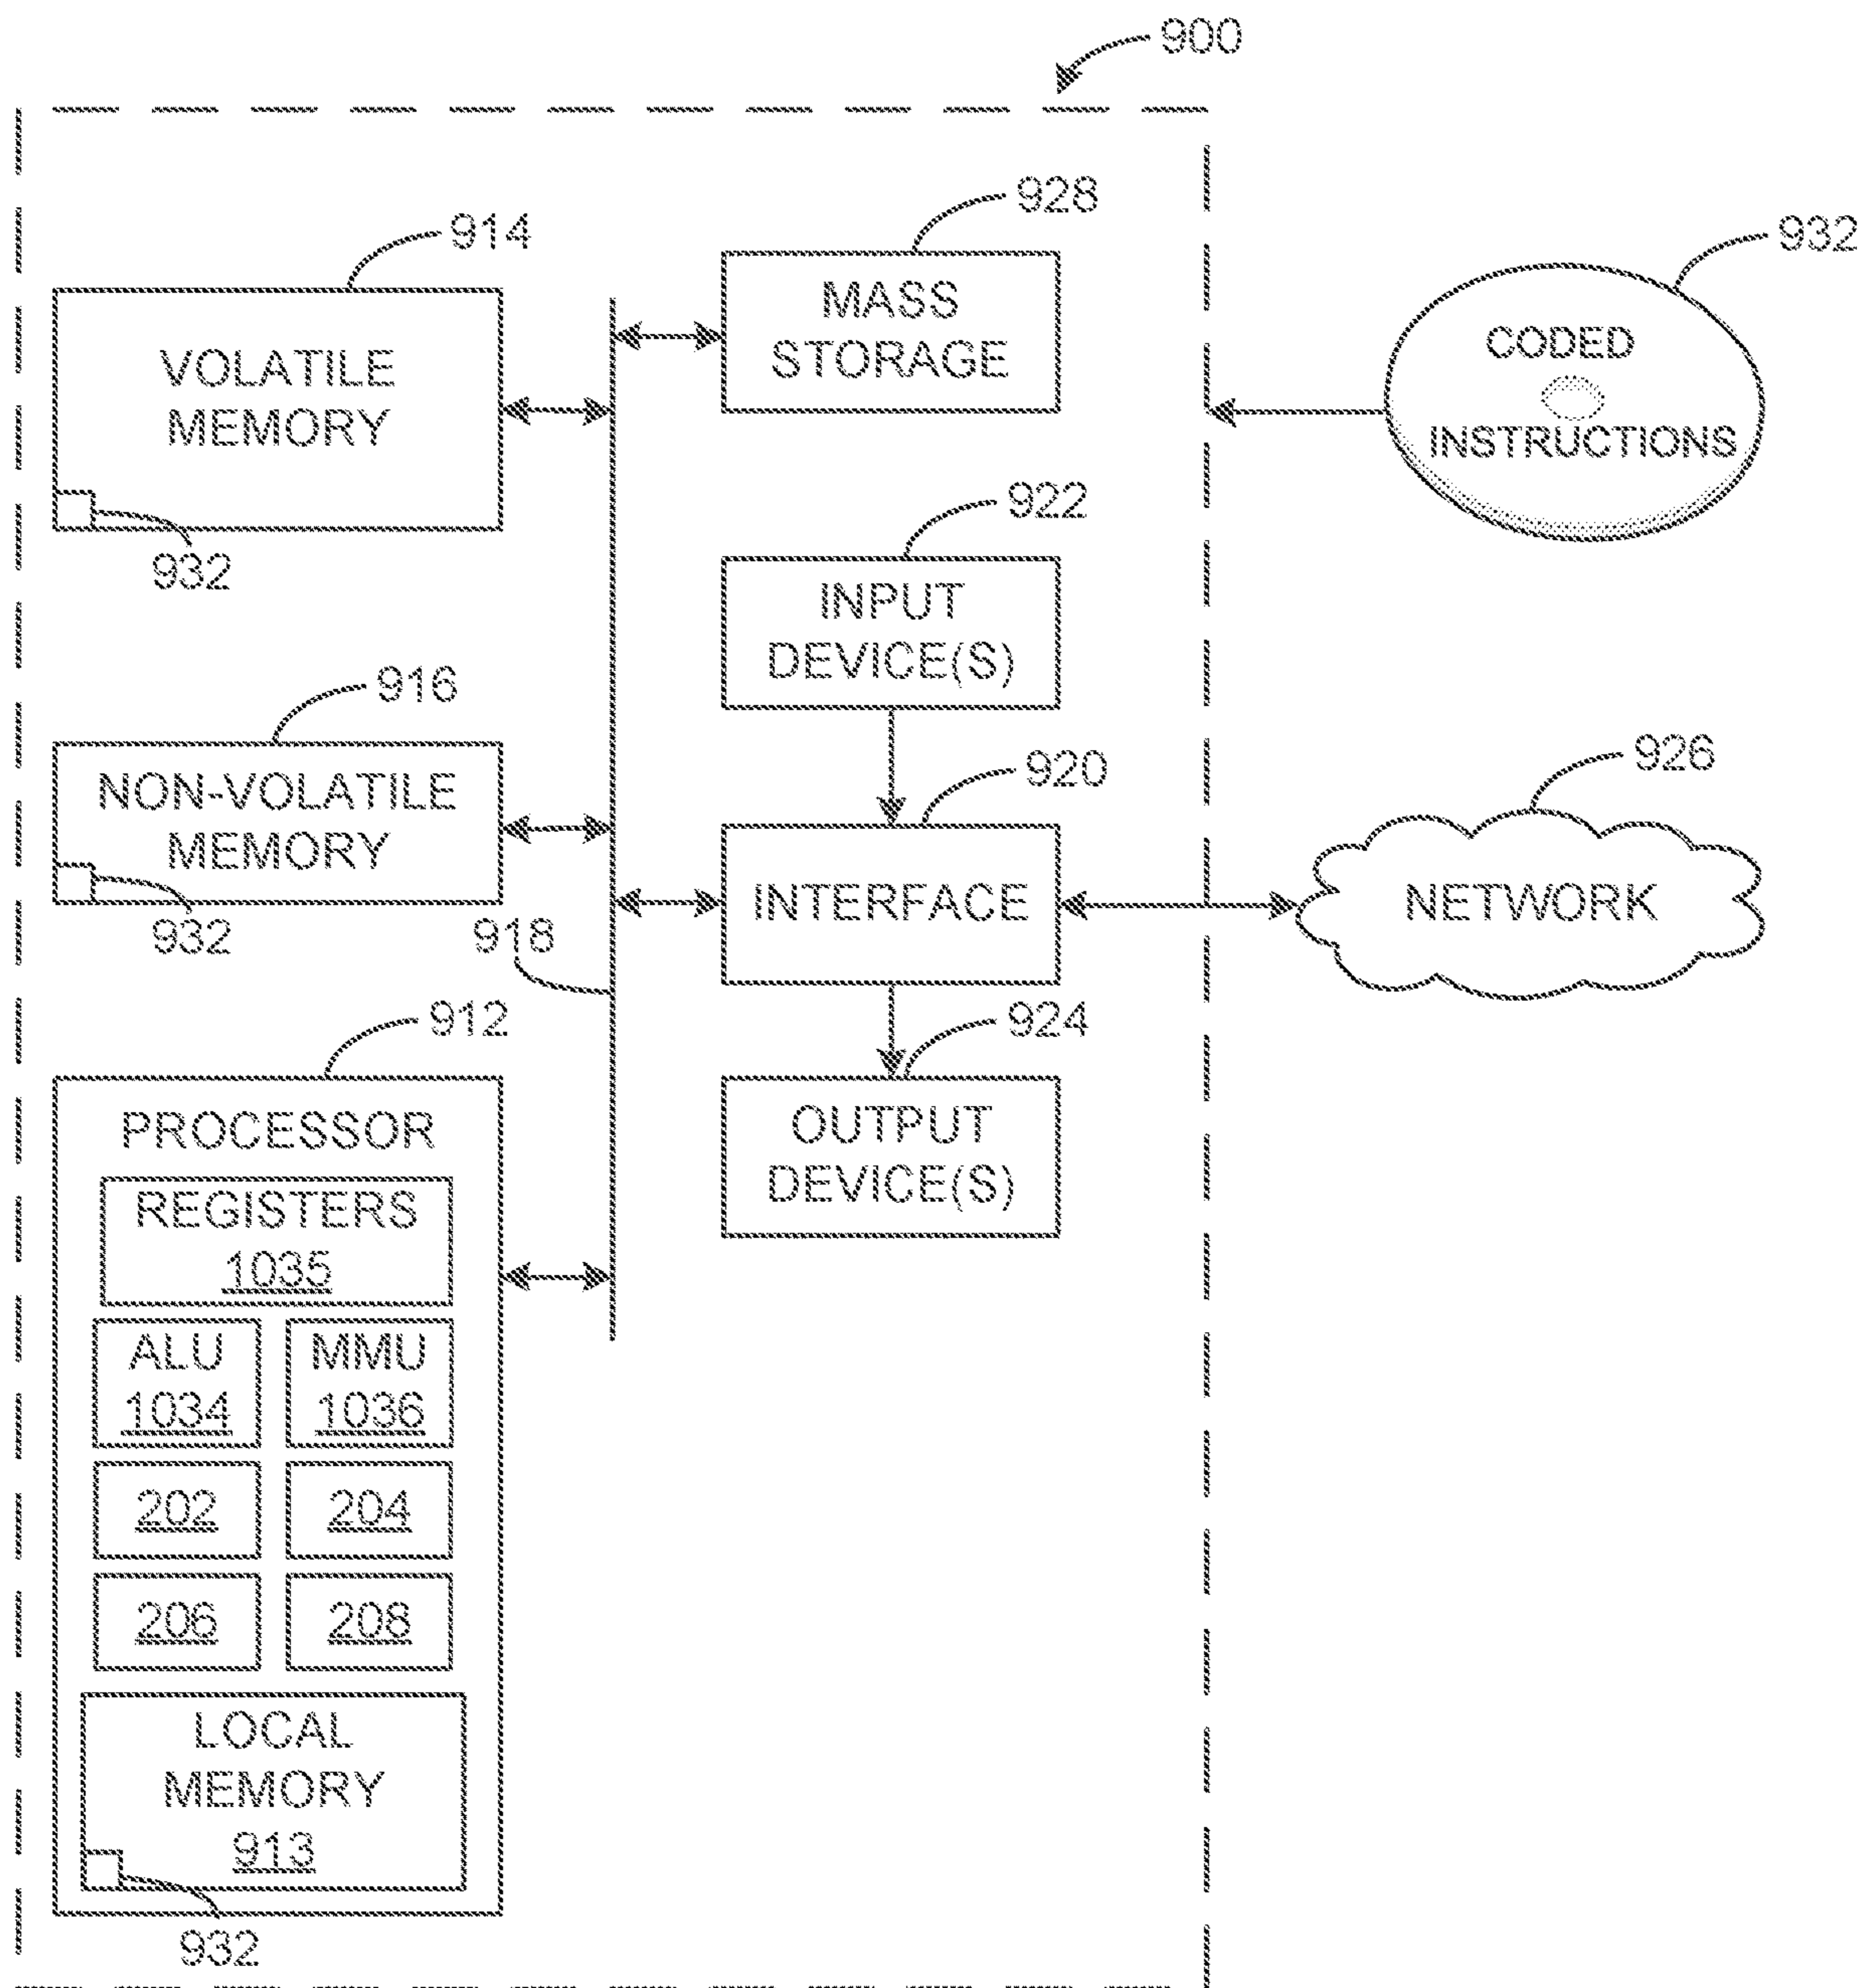 900
914
VOLATILE
MEMORY
932
928
MASS
STORAGE
932
CODED
INSTRUCTIONS
922
INPUT
DEVICE(S)
916
NON-VOLATILE
MEMORY
932
918
920
INTERFACE
926
NETWORK
924
OUTPUT
DEVICE(S)
912
PROCESSOR
REGISTERS
1035
ALU
1034
MMU
1036
202
204
206
208
LOCAL
MEMORY
913
932